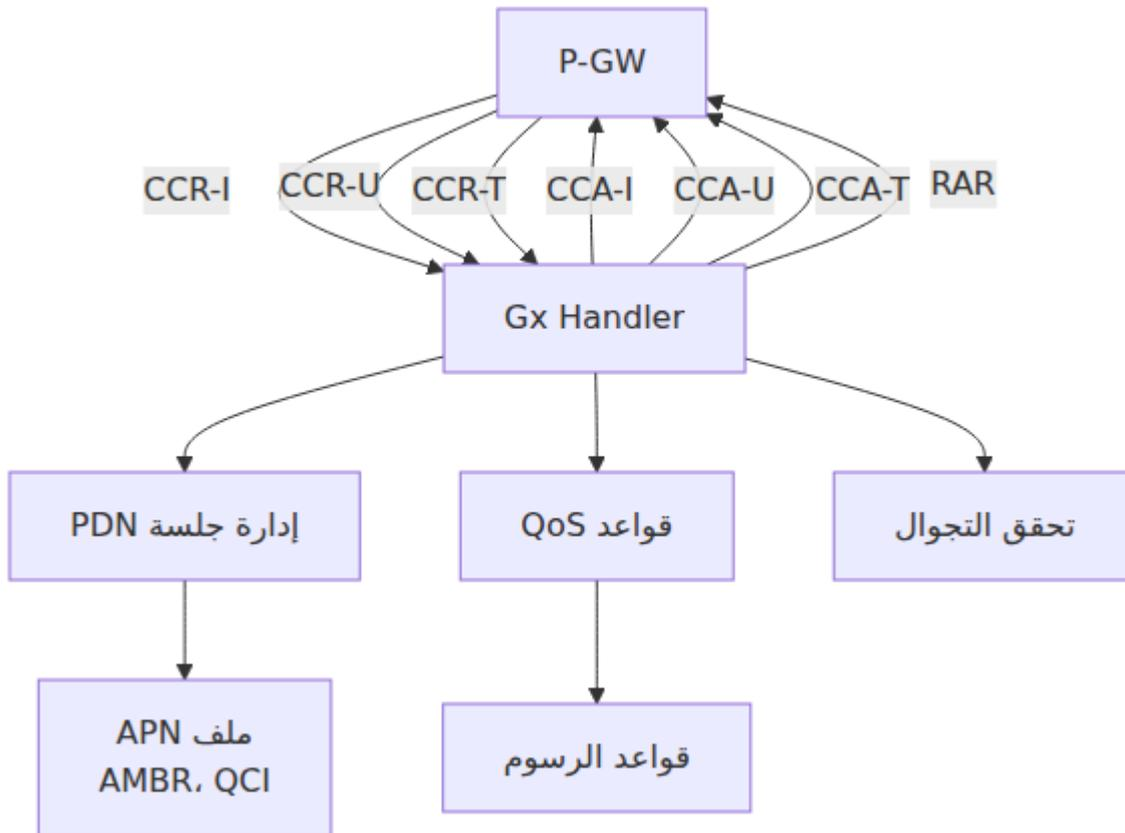 P-GW
CCR-I
CCR-U
CCR-T
CCA-I
CCA-U
CCA-T
RAR
Gx Handler
إدارة جلسة PDN
قواعد QoS
تحقق التجوال
ملف APN
AMBR، QCI
قواعد الرسوم